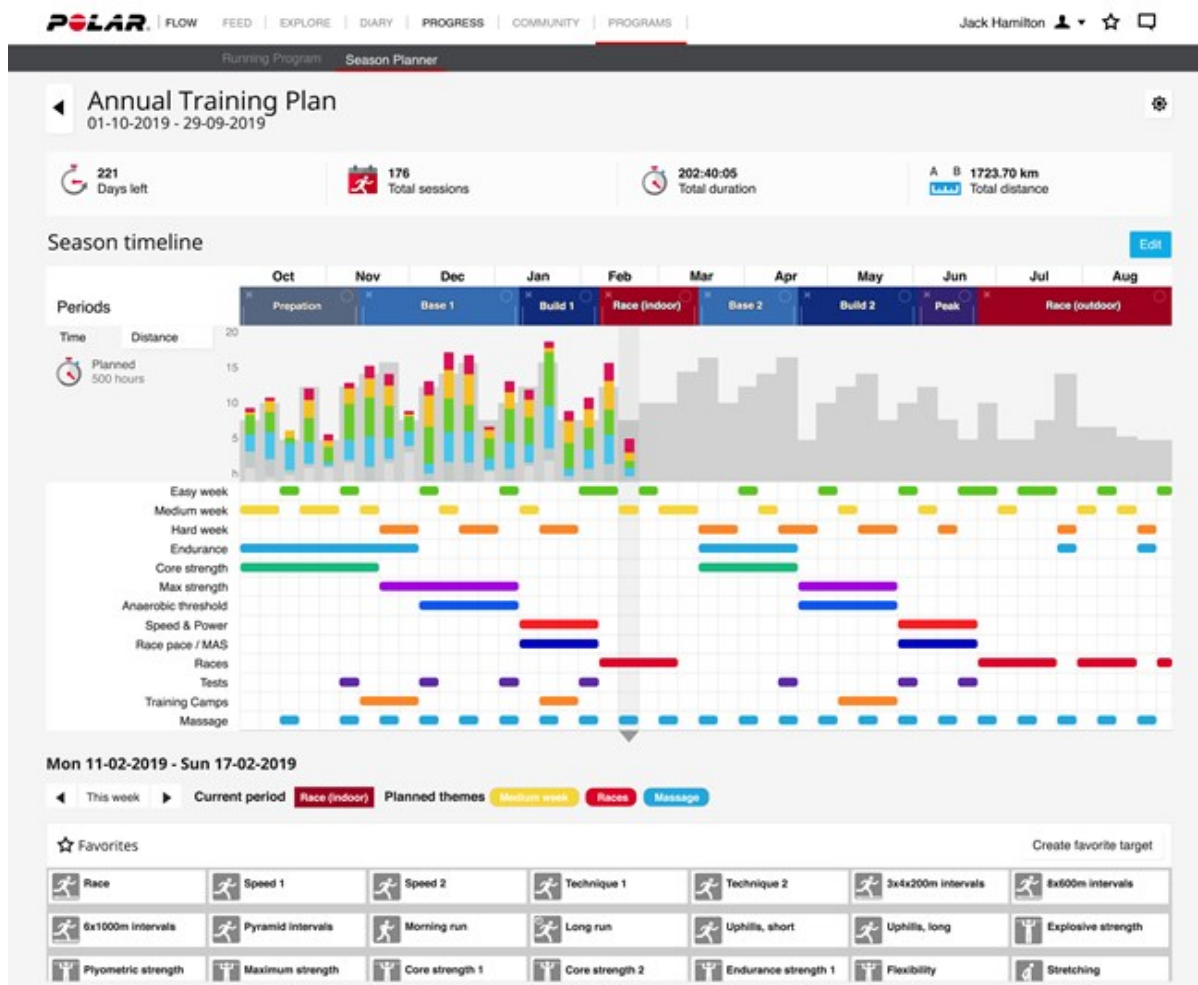 POLAR. FLOW FEED EXPLORE DIARY PROGRESS COMMUNITY PROGRAMS Jack Hamilton
Running Program Season Planner
Annual Training Plan
01-10-2019 - 29-09-2019
221
Days left
176
Total sessions
202:40:05
Total duration
A B 1723.70 km
Total distance
Season timeline Edit
Oct Nov Dec Jan Feb Mar Apr May Jun Jul Aug
Periods Prepation Base 1 Build 1 Race (indoor) Base 2 Build 2 Peak Race (outdoor)
Time Distance
Planned
500 hours
20
15
10
5
h
Easy week
Medium week
Hard week
Endurance
Core strength
Max strength
Anaerobic threshold
Speed & Power
Race pace / MAS
Races
Tests
Training Camps
Massage
Mon 11-02-2019 - Sun 17-02-2019
This week Current period Race (indoor) Planned themes Medium week Races Massage
Favorites Create favorite target
Race Speed 1 Speed 2 Technique 1 Technique 2 3x4x200m intervals 8x600m intervals
6x1000m intervals Pyramid intervals Morning run Long run Uphills, short Uphills, long Explosive strength
Plyometric strength Maximum strength Core strength 1 Core strength 2 Endurance strength 1 Flexibility Stretching